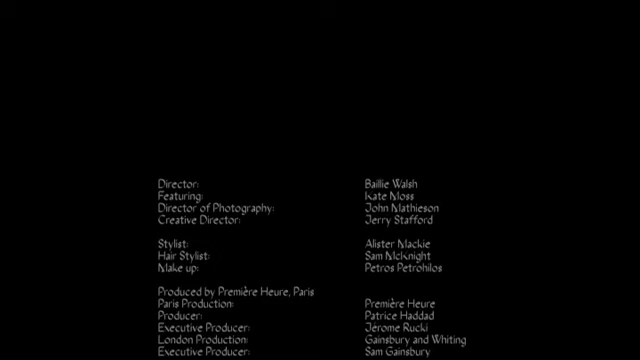 Director: Baillie Walsh
Featuring: Kate Moss
Director of Photography: John Mathieson
Creative Director: Jerry Stafford
Stylist: Alister Mackie
Hair Stylist: Sam McKnight
Make up: Petros Petrohilos
Produced by Première Heure, Paris
Paris Production: Première Heure
Producer: Patrice Haddad
Executive Producer: Jérome Rucki
London Production: Gainsbury and Whiting
Executive Producer: Sam Gainsbury